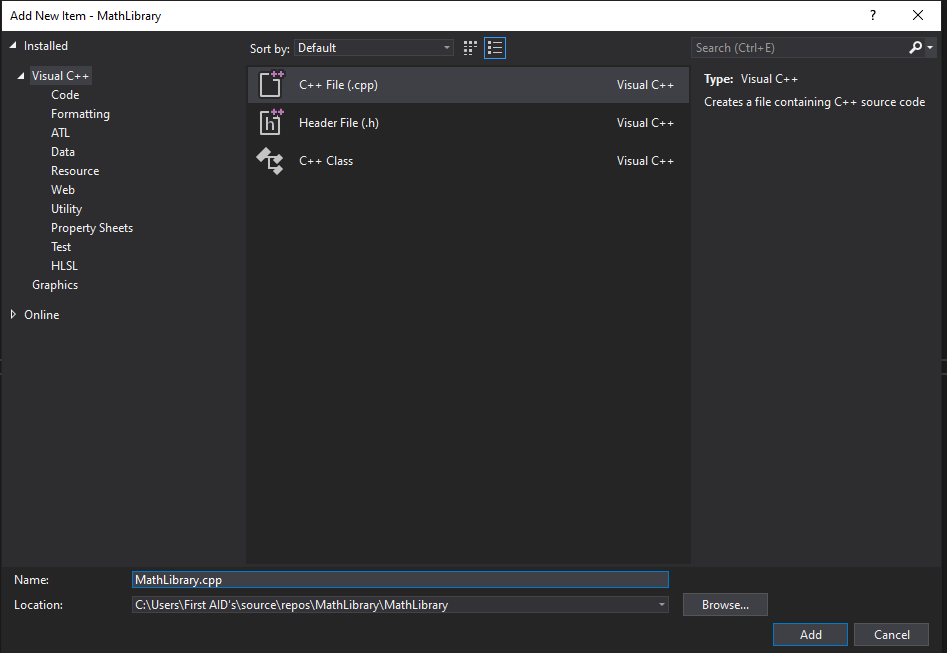 Add New Item - MathLibrary
?
Installed
Sort by: Default
Search (Ctrl+E)
Visual C++
Code
Formatting
ATL
Data
Resource
Web
Utility
Property Sheets
Test
HLSL
Graphics
Online
C++ File (.cpp) Visual C++
Header File (.h) Visual C++
C++ Class Visual C++
Type: Visual C++
Creates a file containing C++ source code
Name: MathLibrary.cpp
Location: C:\Users\First AID's\source\repos\MathLibrary\MathLibrary
Browse...
Add Cancel